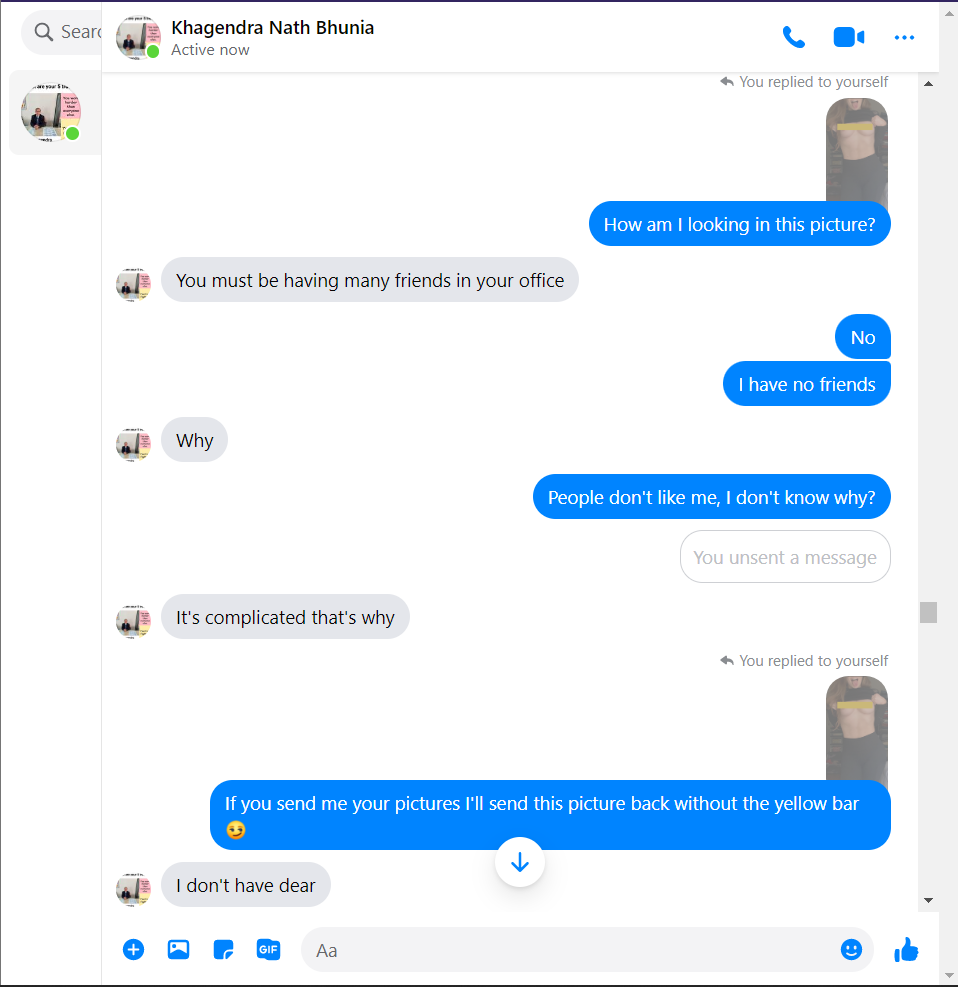 Searc
Khagendra Nath Bhunia
Active now
You replied to yourself
How am I looking in this picture?
You must be having many friends in your office
No
I have no friends
Why
People don't like me, I don't know why?
You unsent a message
It's complicated that's why
You replied to yourself
If you send me your pictures I'll send this picture back without the yellow bar
😏
I don't have dear
GIF
Aa